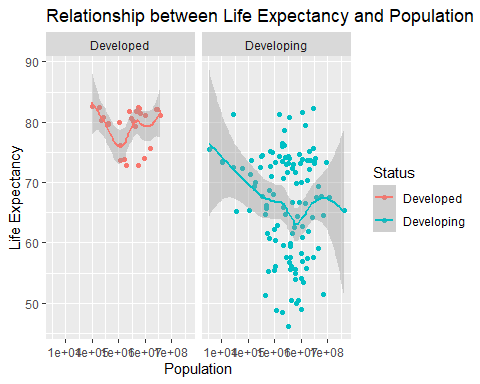 Relationship between Life Expectancy and Population
Developed
Developing
90
80
70
60
50
Life Expectancy
1e+04 1e+05 1e+06 1e+07 1e+08
1e+04 1e+05 1e+06 1e+07 1e+08
Population
Status
Developed
Developing